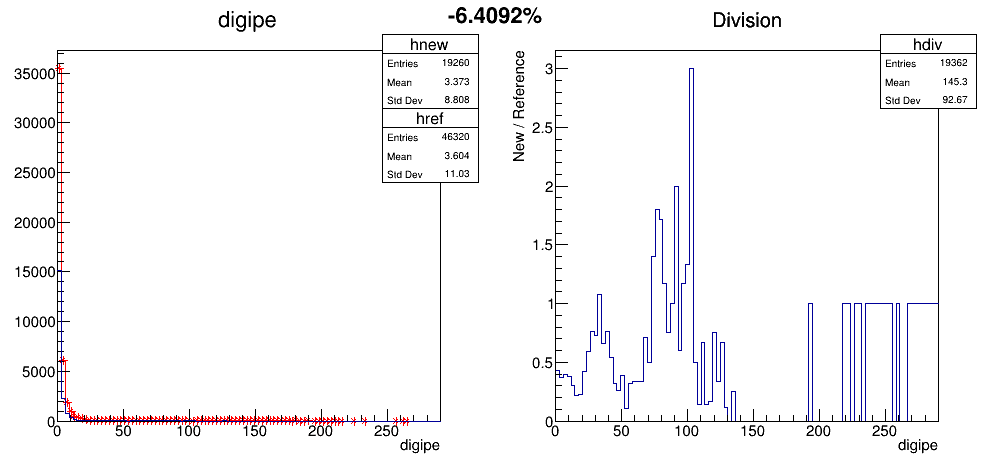 -6.4092%
digipe
hnew
Entries 19260
Mean 3.373
Std Dev 8.808
href
Entries 46320
Mean 3.604
Std Dev 11.03
35000
30000
25000
20000
15000
10000
5000
0
0 50 100 150 200 250
digipe
Division
hdiv
Entries 19362
Mean 145.3
Std Dev 92.67
New / Reference
3
2.5
2
1.5
1
0.5
0
0 50 100 150 200 250
digipe